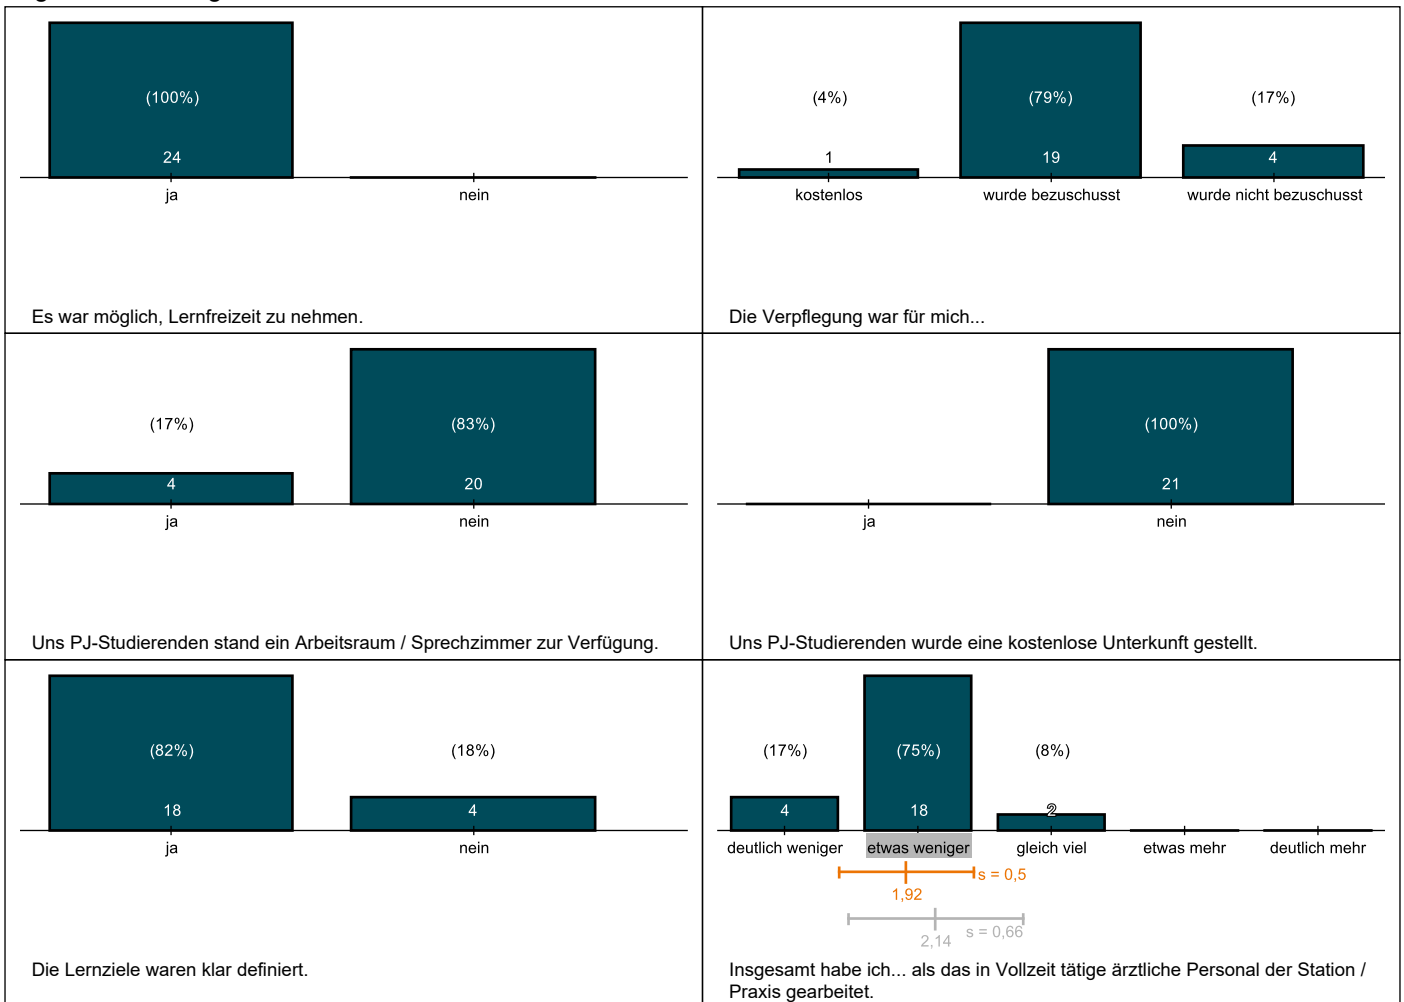 (100%)
24
ja
nein
Es war möglich, Lernfreizeit zu nehmen.
(4%)
(79%)
(17%)
1
19
4
kostenlos
wurde bezuschusst
wurde nicht bezuschusst
Die Verpflegung war für mich...
(17%)
(83%)
4
20
ja
nein
Uns PJ-Studierenden stand ein Arbeitsraum / Sprechzimmer zur Verfügung.
(100%)
21
ja
nein
Uns PJ-Studierenden wurde eine kostenlose Unterkunft gestellt.
(82%)
(18%)
18
4
ja
nein
Die Lernziele waren klar definiert.
(17%)
(75%)
(8%)
4
18
2
deutlich weniger
etwas weniger
gleich viel
etwas mehr
deutlich mehr
s = 0,5
1,92
s = 0,66
2,14
Insgesamt habe ich... als das in Vollzeit tätige ärztliche Personal der Station /
Praxis gearbeitet.